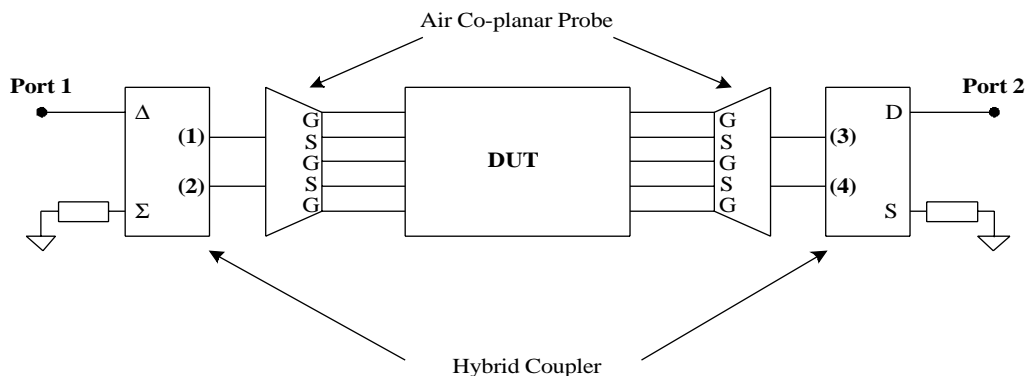 Air Co-planar Probe
Port 1
Port 2
Δ
(1)
(2)
Σ
G
S
G
S
G
DUT
G
S
G
S
G
(3)
(4)
D
S
Hybrid Coupler